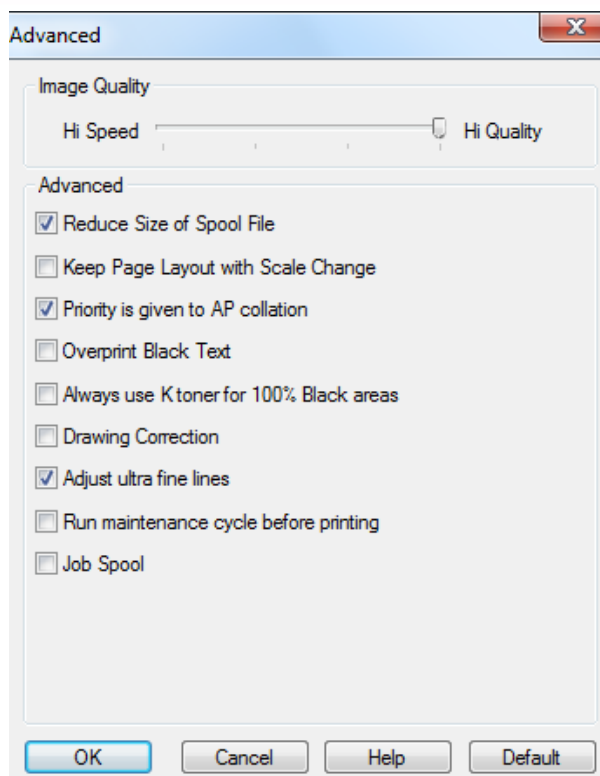 Advanced
Image Quality
Hi Speed Hi Quality
Advanced
Reduce Size of Spool File
Keep Page Layout with Scale Change
Priority is given to AP collation
Overprint Black Text
Always use K toner for 100% Black areas
Drawing Correction
Adjust ultra fine lines
Run maintenance cycle before printing
Job Spool
OK Cancel Help Default